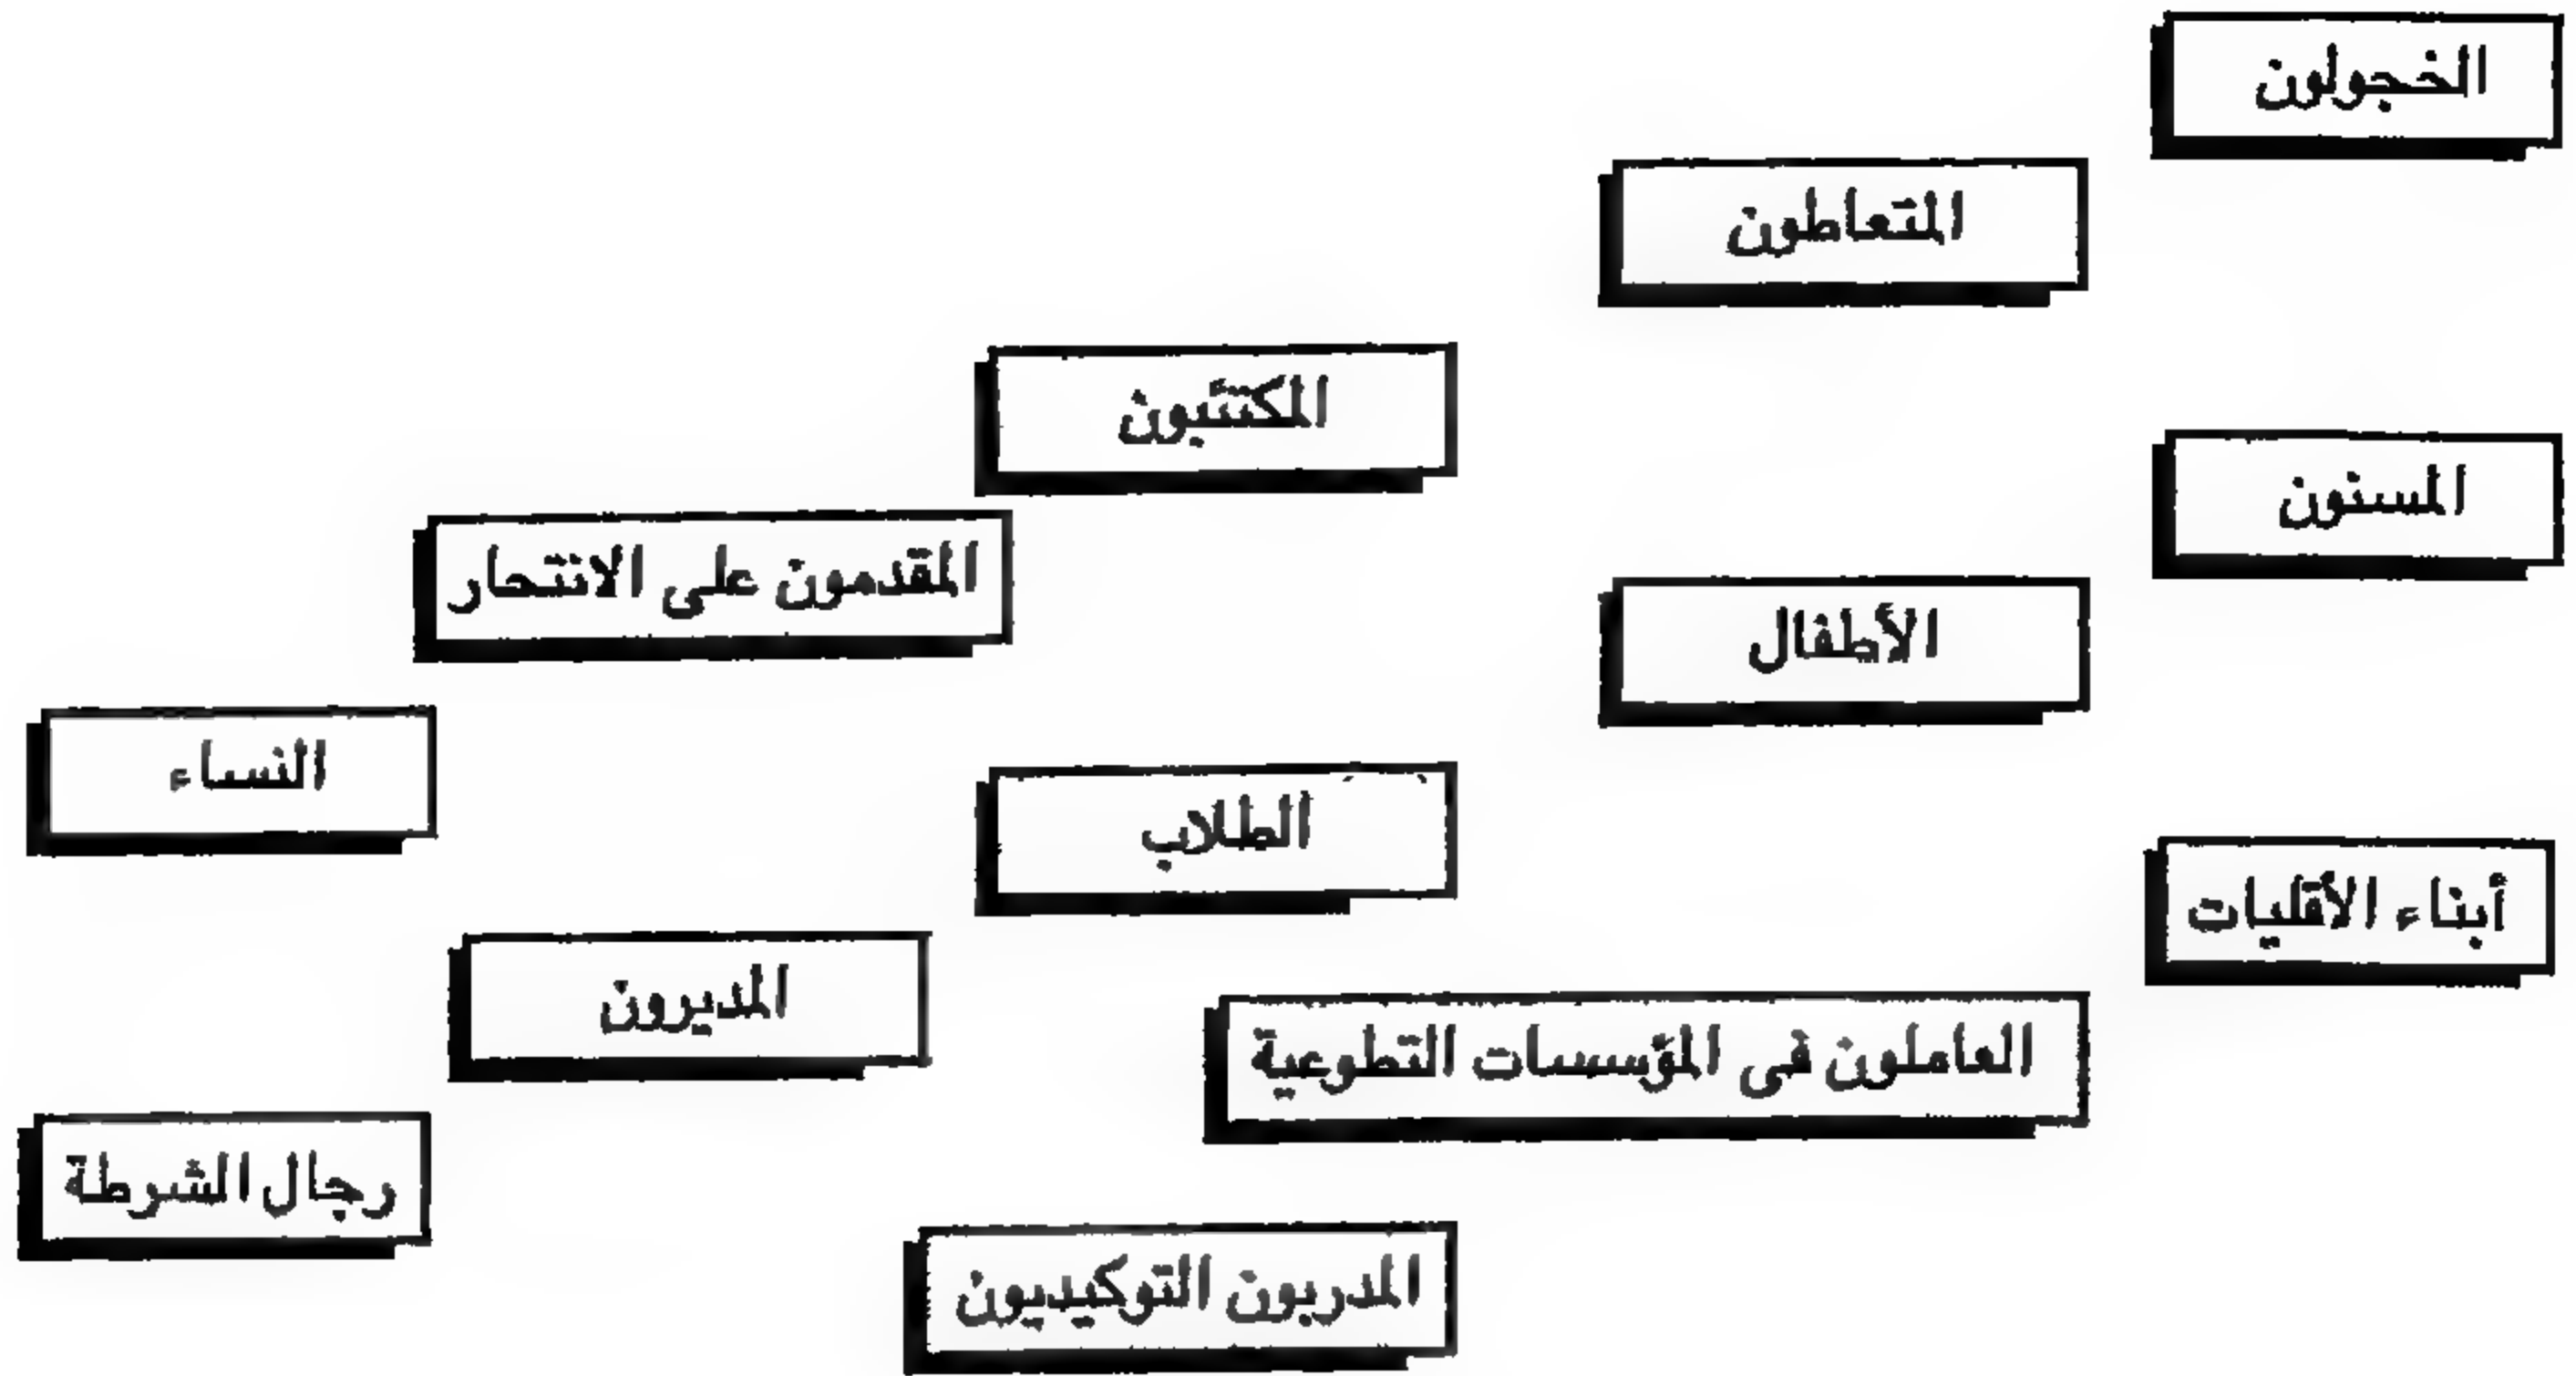 الخجولون
المتعاطون
المكتئبون
المقدمون على الانتحار
النساء
المسنون
الأطفال
الطلاب
المديرون
رجال الشرطة
أبناء الأقليات
العاملون فى المؤسسات التطوعية
المدربون التوكيديون